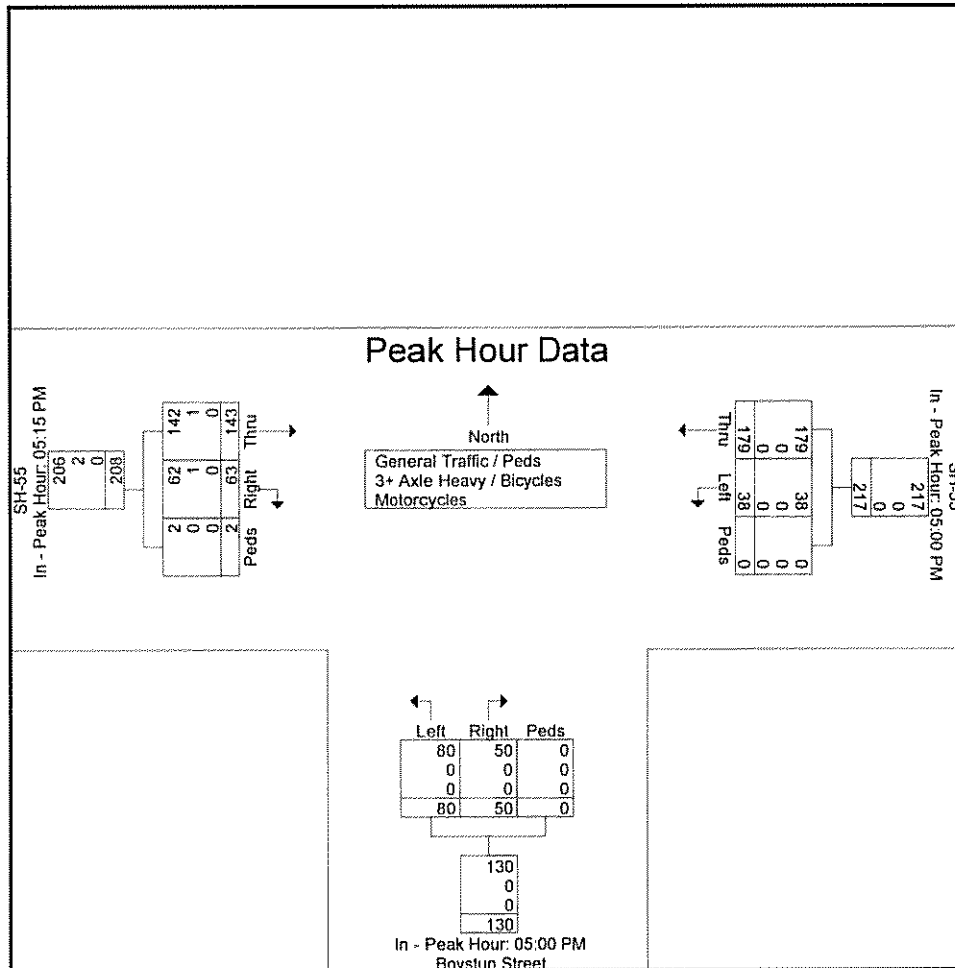 Peak Hour Data
North
General Traffic / Peds
3+ Axle Heavy / Bicycles
Motorcycles
SH-55
In - Peak Hour: 05:15 PM
206
2
0
208
Thru Right Peds
142 62 2
1 1 0
0 0 0
143 63 2
SH-55
In - Peak Hour: 05:00 PM
217
0
0
217
Thru Left Peds
179 38 0
0 0 0
0 0 0
179 38 0
Left Right Peds
80 50 0
0 0 0
0 0 0
80 50 0
130
0
0
130
In - Peak Hour: 05:00 PM
Boystun Street